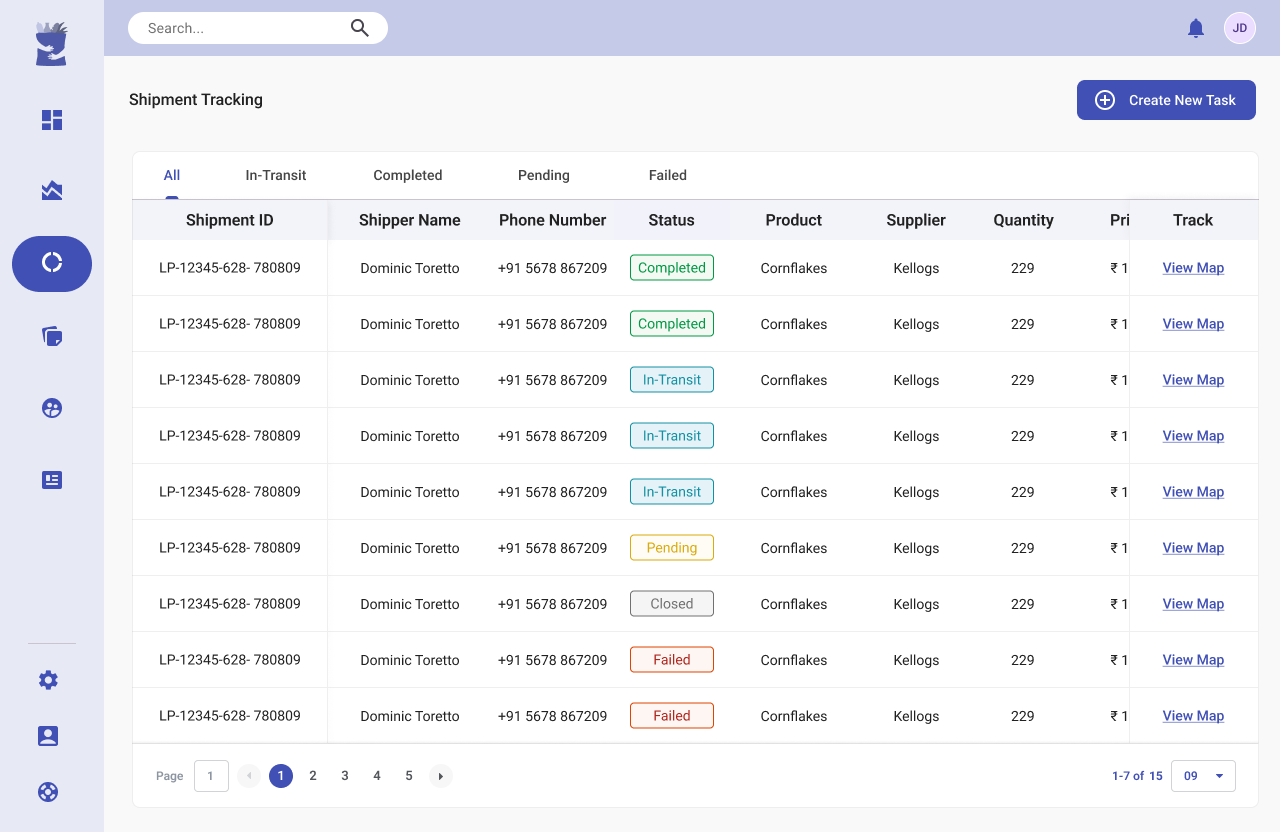 Search...
JD
Shipment Tracking
Create New Task
All In-Transit Completed Pending Failed
Shipment ID Shipper Name Phone Number Status Product Supplier Quantity Pri Track
LP-12345-628- 780809 Dominic Toretto +91 5678 867209 Completed Cornflakes Kellogs 229 ₹ 1 View Map
LP-12345-628- 780809 Dominic Toretto +91 5678 867209 Completed Cornflakes Kellogs 229 ₹ 1 View Map
LP-12345-628- 780809 Dominic Toretto +91 5678 867209 In-Transit Cornflakes Kellogs 229 ₹ 1 View Map
LP-12345-628- 780809 Dominic Toretto +91 5678 867209 In-Transit Cornflakes Kellogs 229 ₹ 1 View Map
LP-12345-628- 780809 Dominic Toretto +91 5678 867209 In-Transit Cornflakes Kellogs 229 ₹ 1 View Map
LP-12345-628- 780809 Dominic Toretto +91 5678 867209 Pending Cornflakes Kellogs 229 ₹ 1 View Map
LP-12345-628- 780809 Dominic Toretto +91 5678 867209 Closed Cornflakes Kellogs 229 ₹ 1 View Map
LP-12345-628- 780809 Dominic Toretto +91 5678 867209 Failed Cornflakes Kellogs 229 ₹ 1 View Map
LP-12345-628- 780809 Dominic Toretto +91 5678 867209 Failed Cornflakes Kellogs 229 ₹ 1 View Map
Page 1 1 2 3 4 5 1-7 of 15 09